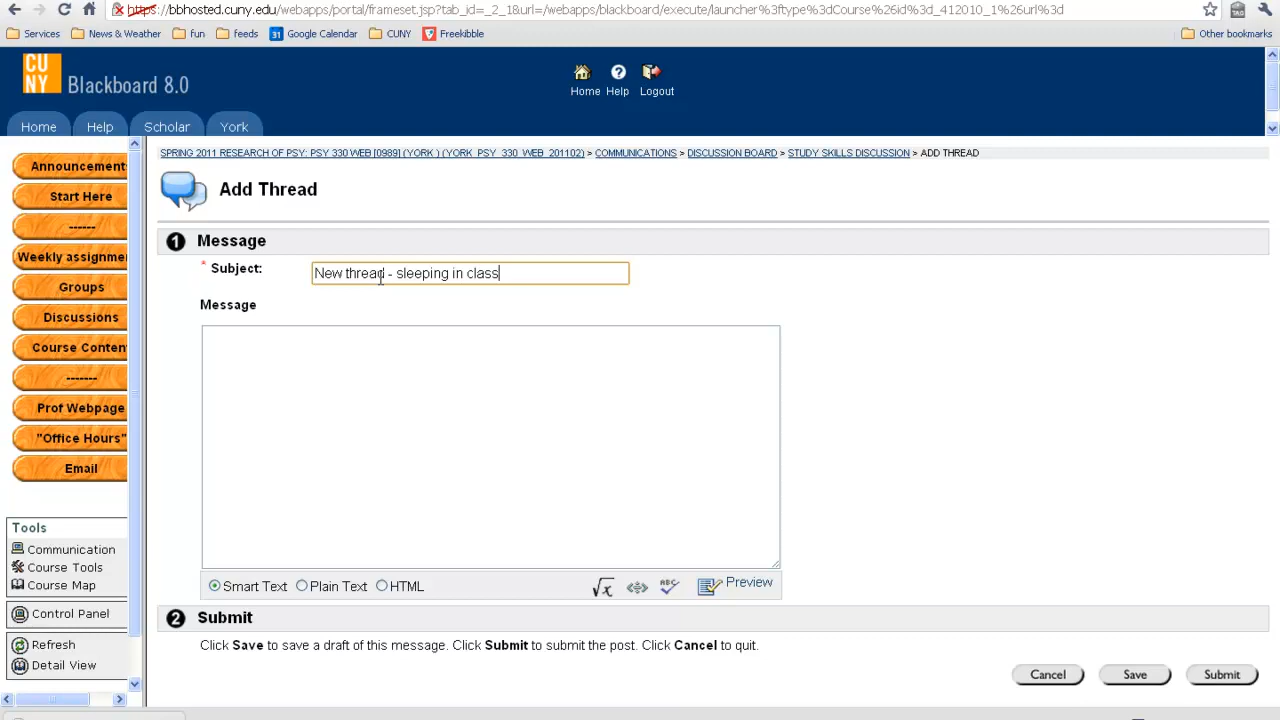 https://bbhosted.cuny.edu/webapps/portal/frameset.jsp?tab_id=_2_1&url=/webapps/blackboard/execute/launcher%3ftype%3dCourse%26id%3d_412010_1%26url%3d
Services News & Weather fun feeds 31 Google Calendar CUNY Freekibble Other bookmarks
CU
NY Blackboard 8.0
Home Help Logout
Home Help Scholar York
SPRING 2011 RESEARCH OF PSY: PSY 330 WEB [0989] (YORK ) (YORK_PSY_330_WEB_201102) > COMMUNICATIONS > DISCUSSION BOARD > STUDY SKILLS DISCUSSION > ADD THREAD
Announcement
Start Here
------
Weekly assignme
Groups
Discussions
Course Conten
-------
Prof Webpage
"Office Hours"
Email
Tools
Communication
Course Tools
Course Map
Control Panel
Refresh
Detail View
Add Thread
1 Message
* Subject: New thread - sleeping in class
Message
Smart Text Plain Text HTML √x ABC Preview
2 Submit
Click Save to save a draft of this message. Click Submit to submit the post. Click Cancel to quit.
Cancel Save Submit